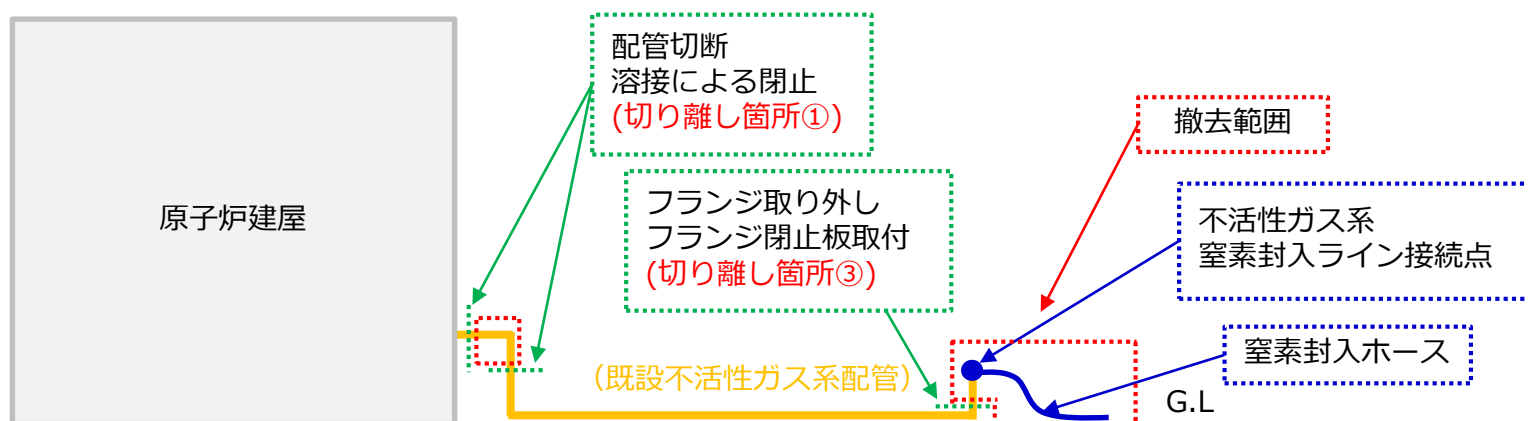 配管切断
溶接による閉止
(切り離し箇所①)
撤去範囲
原子炉建屋
フランジ取り外し
フランジ閉止板取付
(切り離し箇所③)
不活性ガス系
窒素封入ライン接続点
窒素封入ホース
（既設不活性ガス系配管）
G.L